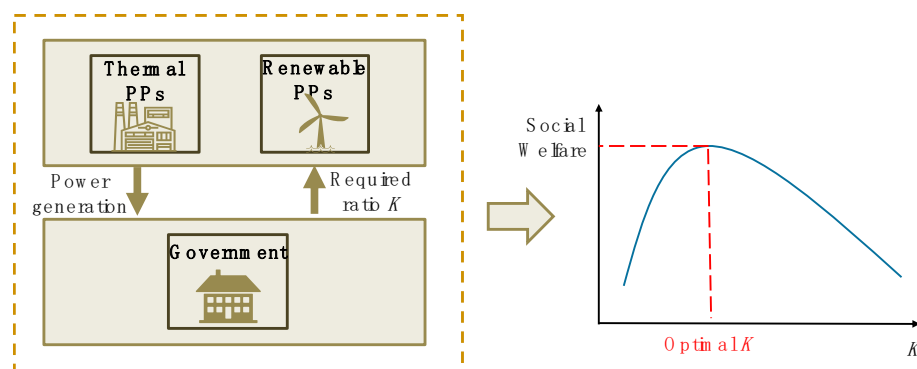 Thermal
PPs
Renewable
PPs
Power
generation
Required
ratio K
Government
Social
Welfare
Optimal K
K